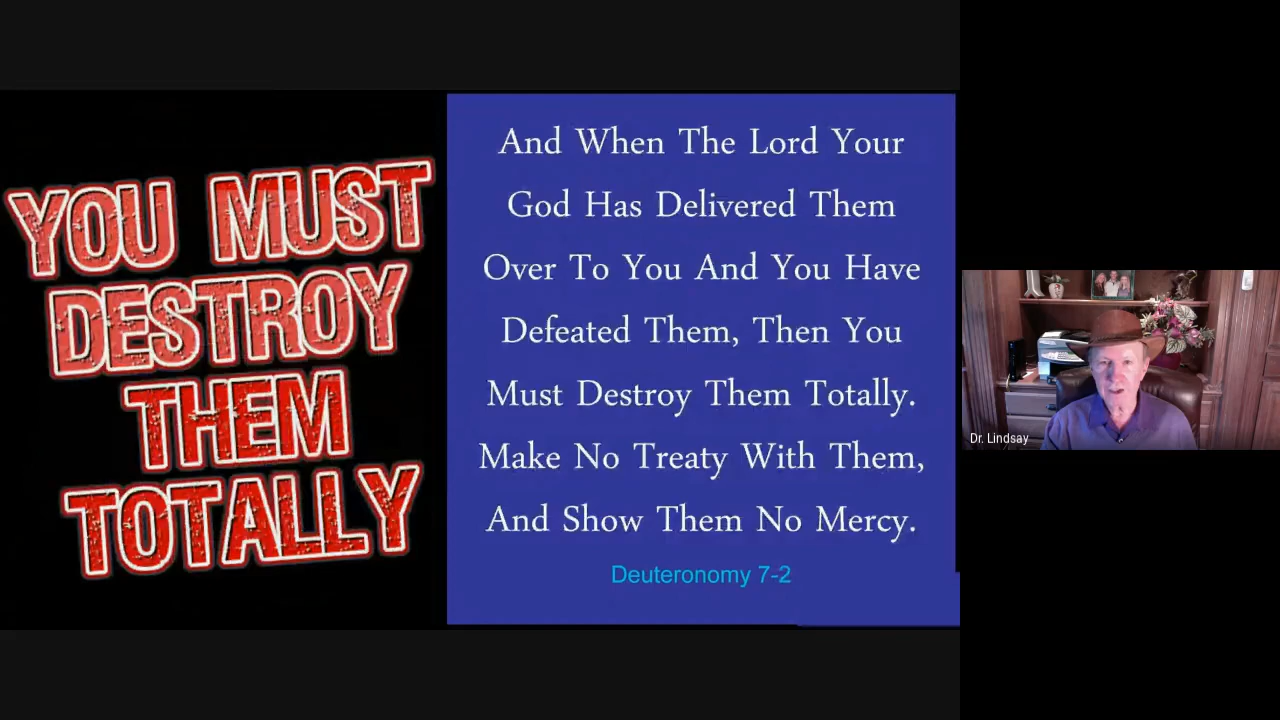 YOU MUST
DESTROY
THEM
TOTALLY
And When The Lord Your
God Has Delivered Them
Over To You And You Have
Defeated Them, Then You
Must Destroy Them Totally.
Make No Treaty With Them,
And Show Them No Mercy.
Deuteronomy 7-2
Dr. Lindsay